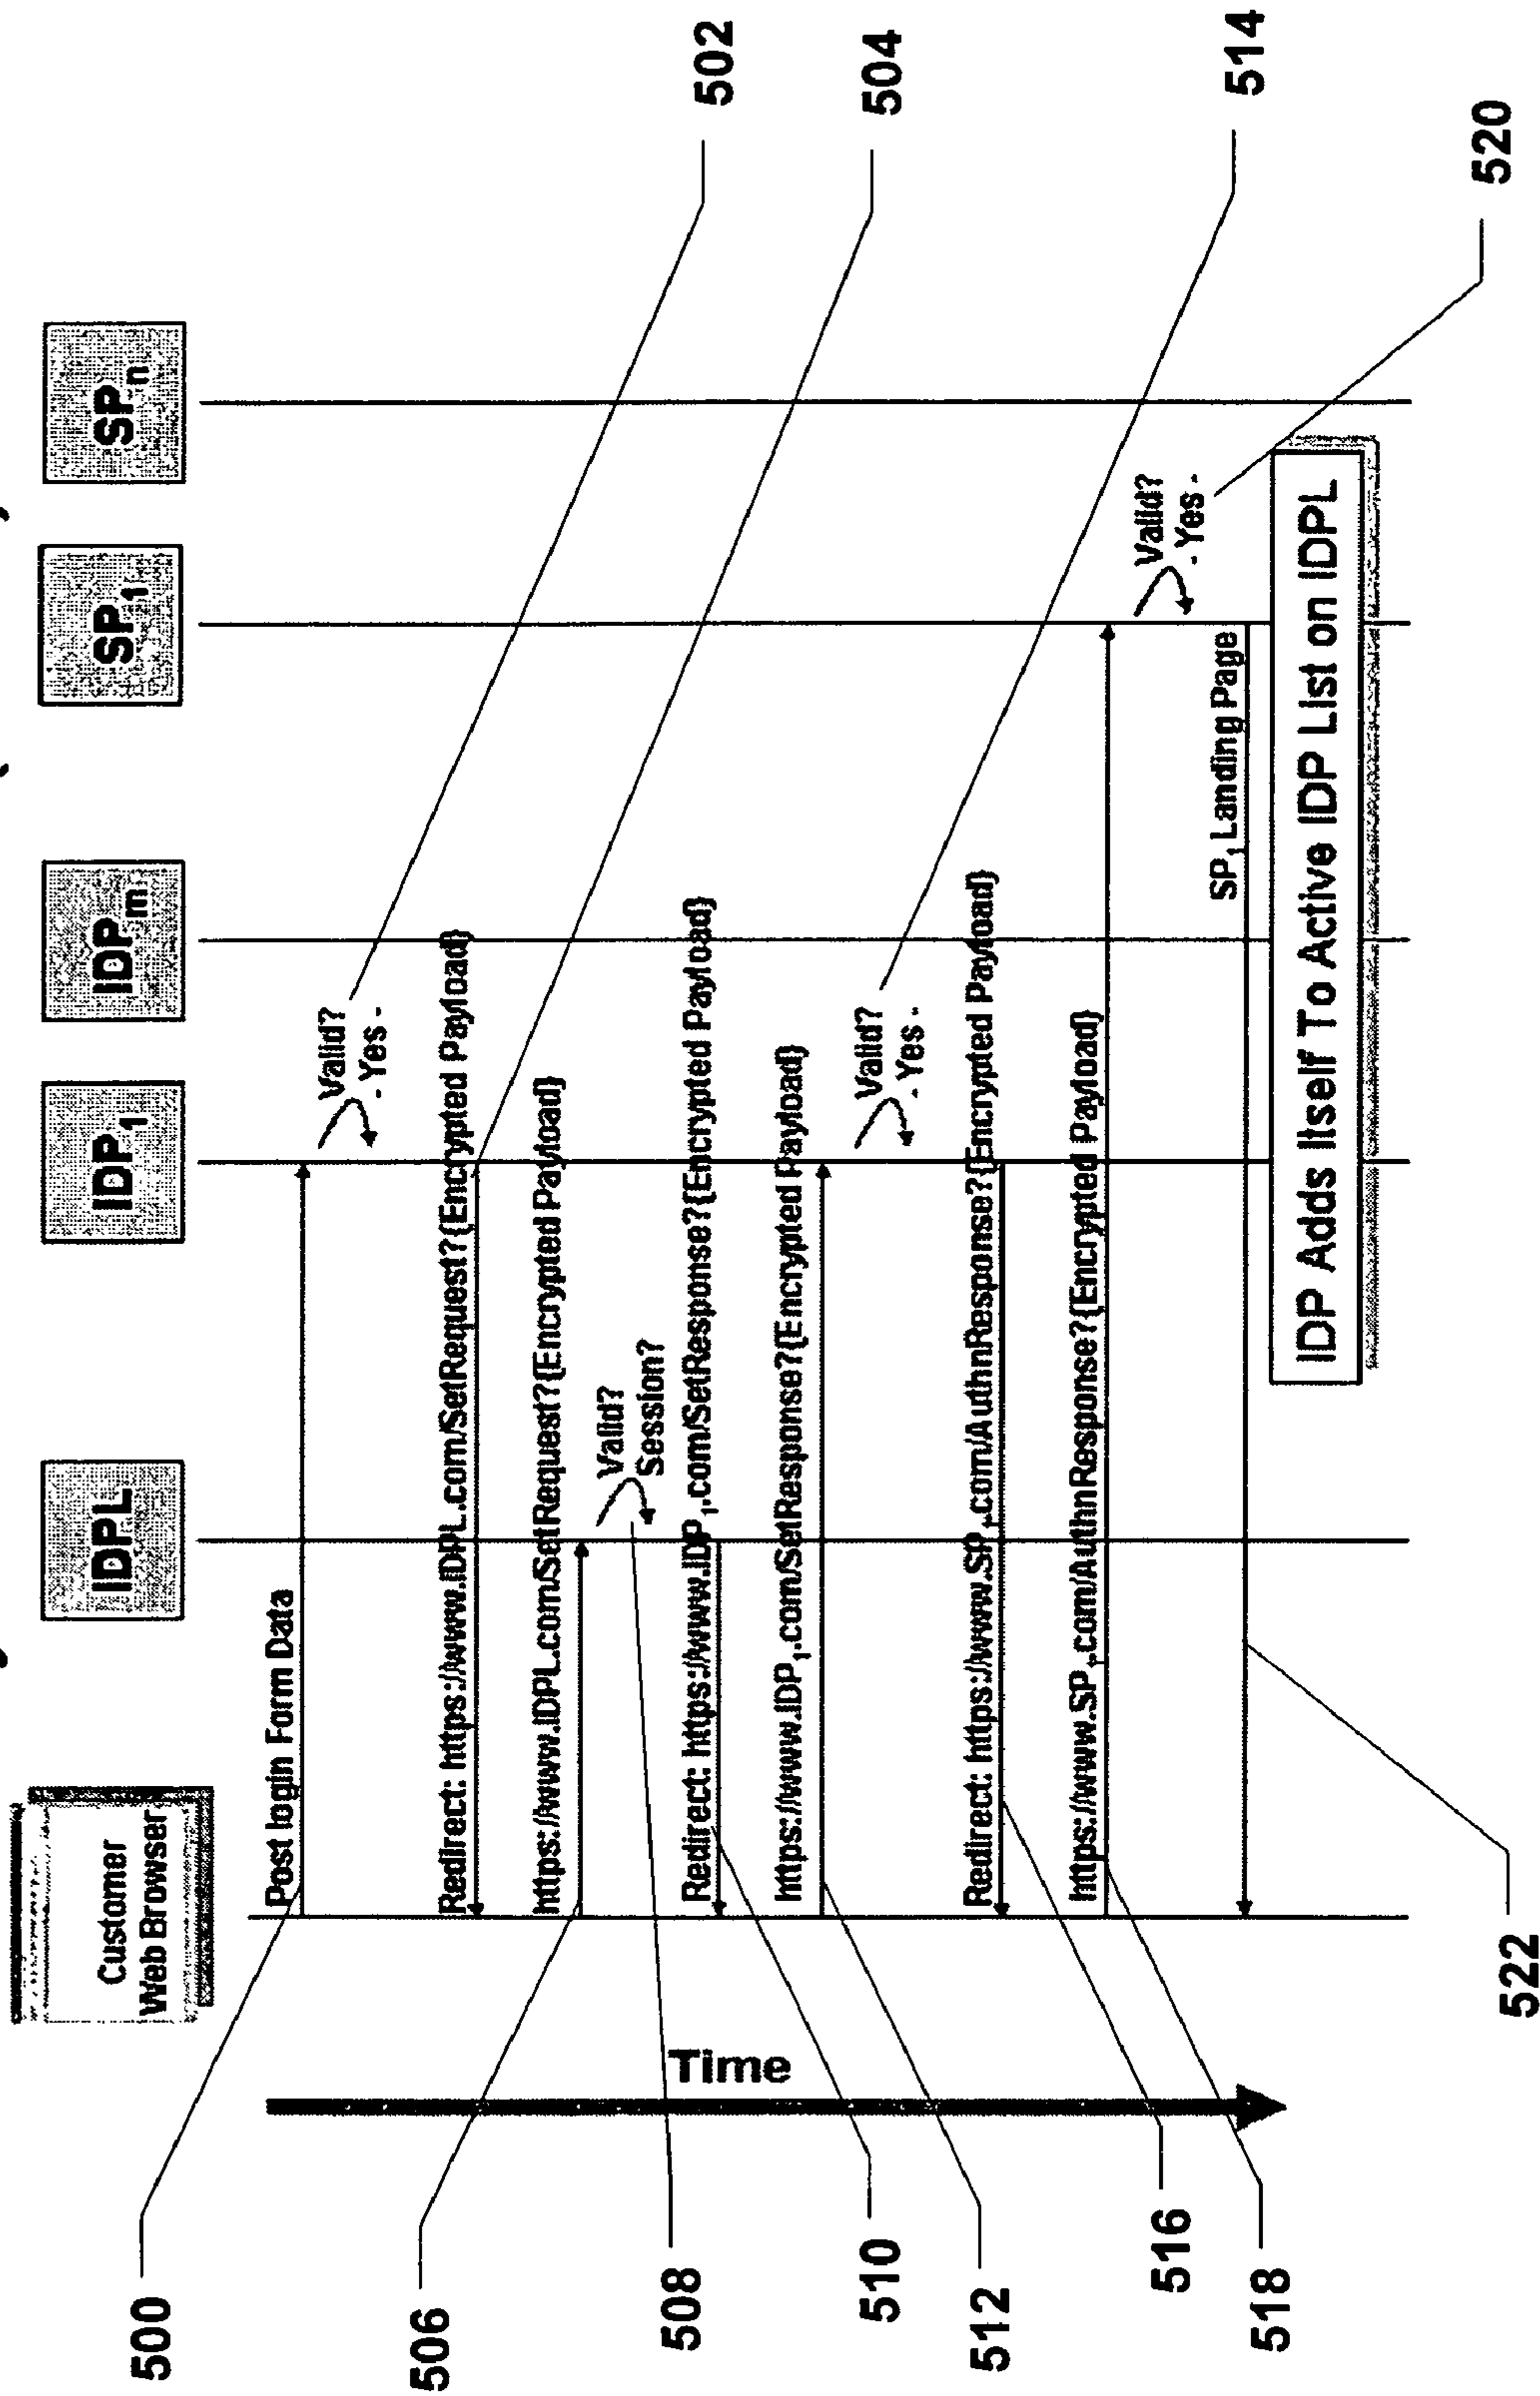 Customer
Web Browser
IDPL
IDP1
IDPm
SP1
SPn
500
Post login Form Data
Valid?
- Yes -
502
Redirect: https://www.IDPL.com/SetRequest?{Encrypted Payload}
504
506
https://www.IDPL.com/SetRequest?{Encrypted Payload}
Valid?
Session?
508
Time
Redirect: https://www.IDP1.com/SetResponse?{Encrypted Payload}
510
https://www.IDP1.com/SetResponse?{Encrypted Payload}
512
Valid?
- Yes -
514
Redirect: https://www.SP1.com/AuthnResponse?{Encrypted Payload}
516
https://www.SP1.com/AuthnResponse?{Encrypted Payload}
518
Valid?
- Yes -
520
SP1 Landing Page
522
IDP Adds Itself To Active IDP List on IDPL